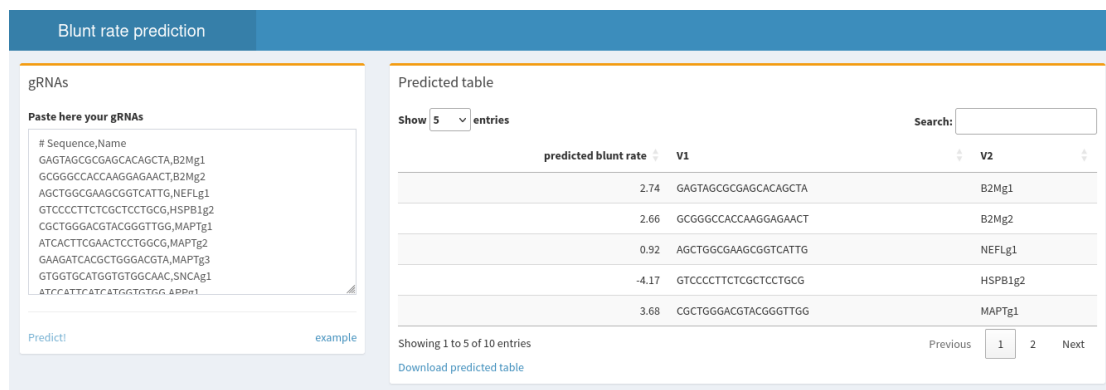 Blunt rate prediction
gRNAs
Paste here your gRNAs
# Sequence,Name
GAGTAGCGCGAGCACAGCTA,B2Mg1
GCGGGCCACCAAGGAGAACT,B2Mg2
AGCTGGCGAAGCGGTCATTG,NEFLg1
GTCCCCTTCTCGCTCCTGCG,HSPB1g2
CGCTGGGACGTACGGGTTGG,MAPTg1
ATCACTTCGAACTCCTGGCG,MAPTg2
GAAGATCACGCTGGGACGTA,MAPTg3
GTGGTGCATGGTGTGGCAAC,SNCAg1
ATCCATTCATCATGGTGTGG,APPg1
Predict! example
Predicted table
Show 5 entries Search:
predicted blunt rate V1 V2
2.74 GAGTAGCGCGAGCACAGCTA B2Mg1
2.66 GCGGGCCACCAAGGAGAACT B2Mg2
0.92 AGCTGGCGAAGCGGTCATTG NEFLg1
-4.17 GTCCCCTTCTCGCTCCTGCG HSPB1g2
3.68 CGCTGGGACGTACGGGTTGG MAPTg1
Showing 1 to 5 of 10 entries Previous 1 2 Next
Download predicted table